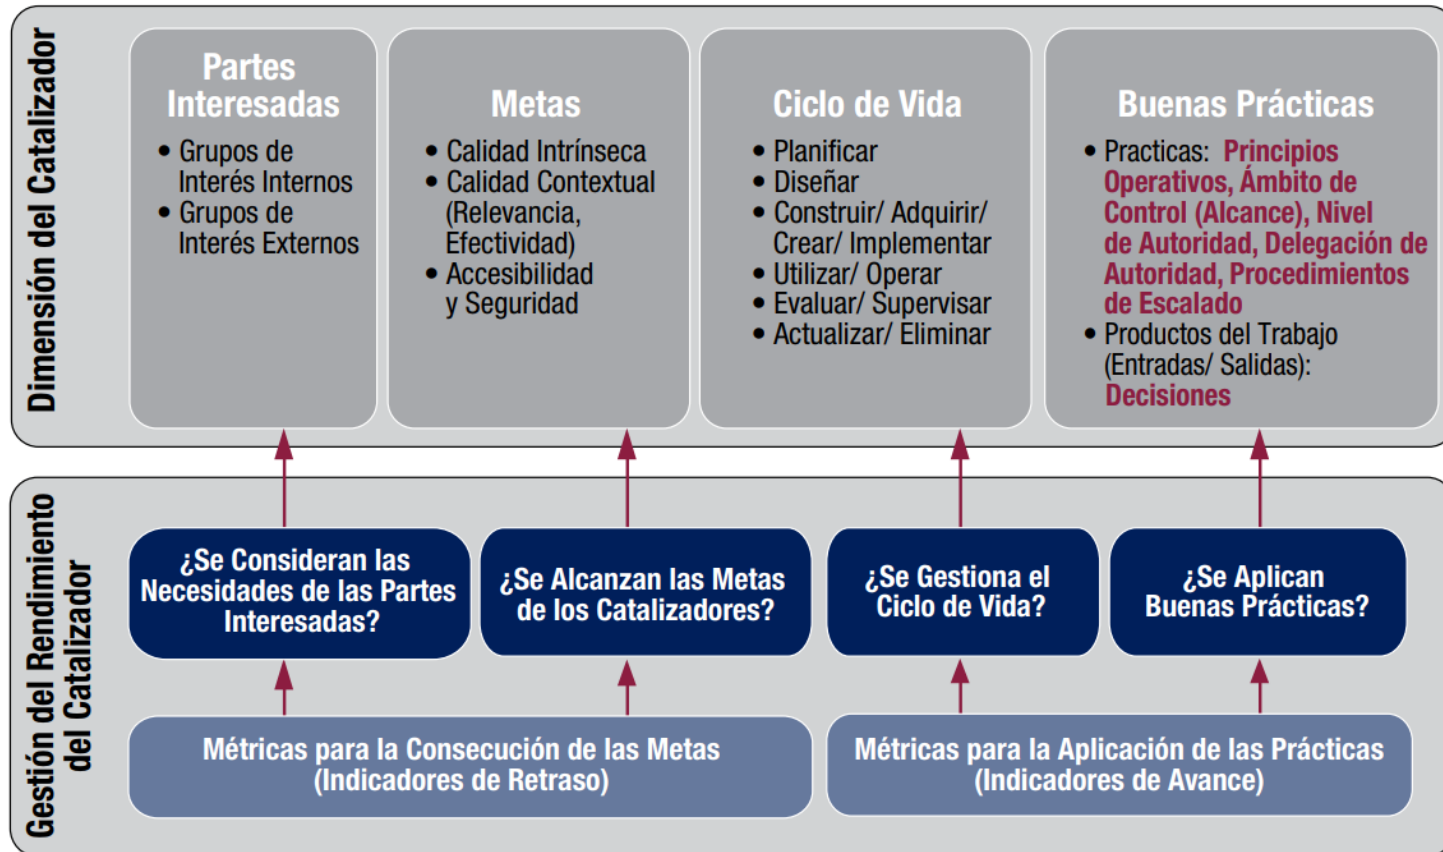 Dimensión del Catalizador
Partes
Interesadas
• Grupos de
Interés Internos
• Grupos de
Interés Externos
Metas
• Calidad Intrínseca
• Calidad Contextual
(Relevancia,
Efectividad)
• Accesibilidad
y Seguridad
Ciclo de Vida
• Planificar
• Diseñar
• Construir/ Adquirir/
Crear/ Implementar
• Utilizar/ Operar
• Evaluar/ Supervisar
• Actualizar/ Eliminar
Buenas Prácticas
• Practicas: Principios
Operativos, Ámbito de
Control (Alcance), Nivel
de Autoridad, Delegación de
Autoridad, Procedimientos
de Escalado
• Productos del Trabajo
(Entradas/ Salidas):
Decisiones
Gestión del Rendimiento
del Catalizador
¿Se Consideran las
Necesidades de las Partes
Interesadas?
¿Se Alcanzan las Metas
de los Catalizadores?
¿Se Gestiona el
Ciclo de Vida?
¿Se Aplican
Buenas Prácticas?
Métricas para la Consecución de las Metas
(Indicadores de Retraso)
Métricas para la Aplicación de las Prácticas
(Indicadores de Avance)